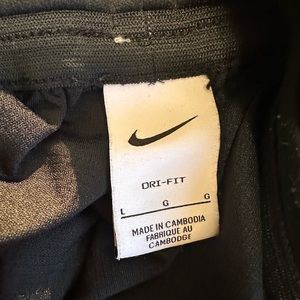 DRI-FIT
L G G
MADE IN CAMBODIA
FABRIQUE AU
CAMBODGE